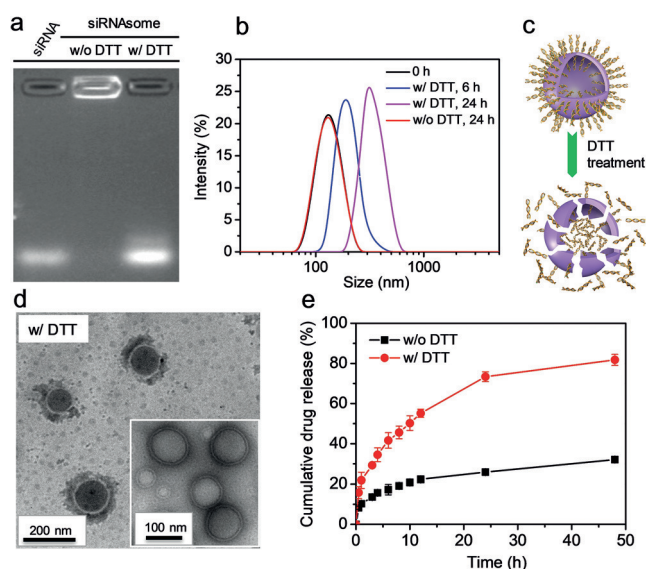 a
siRNA
siRNAsome
w/o DTT w/ DTT
b
Intensity (%)
30
25
20
15
10
5
0
0 h
w/ DTT, 6 h
w/ DTT, 24 h
w/o DTT, 24 h
100 1000
Size (nm)
c
DTT
treatment
d
w/ DTT
200 nm
100 nm
e
Cumulative drug release (%)
100
80
60
40
20
0
w/o DTT
w/ DTT
0 10 20 30 40 50
Time (h)